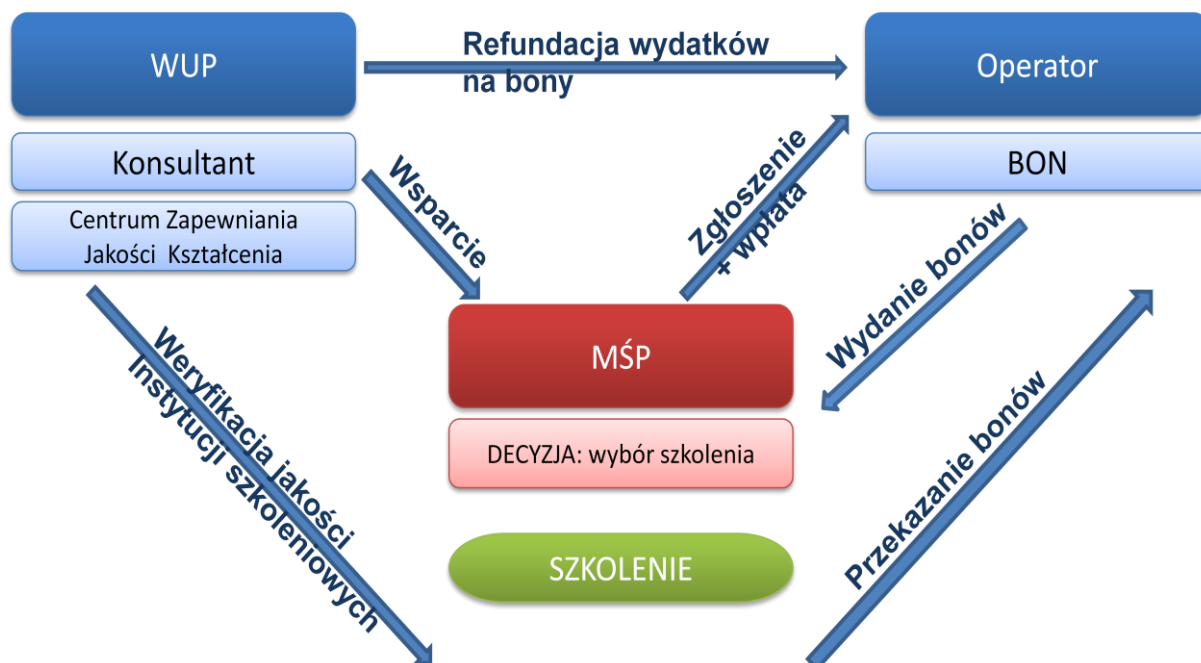 WUP
Refundacja wydatków
na bony
Operator
Konsultant
BON
Centrum Zapewniania
Jakości Kształcenia
Wsparcie
Zgłoszenie
+ wpłata
Wydanie bonów
MŚP
DECYZJA: wybór szkolenia
Weryfikacja jakości
Instytucji szkoleniowych
Przekazanie bonów
SZKOLENIE